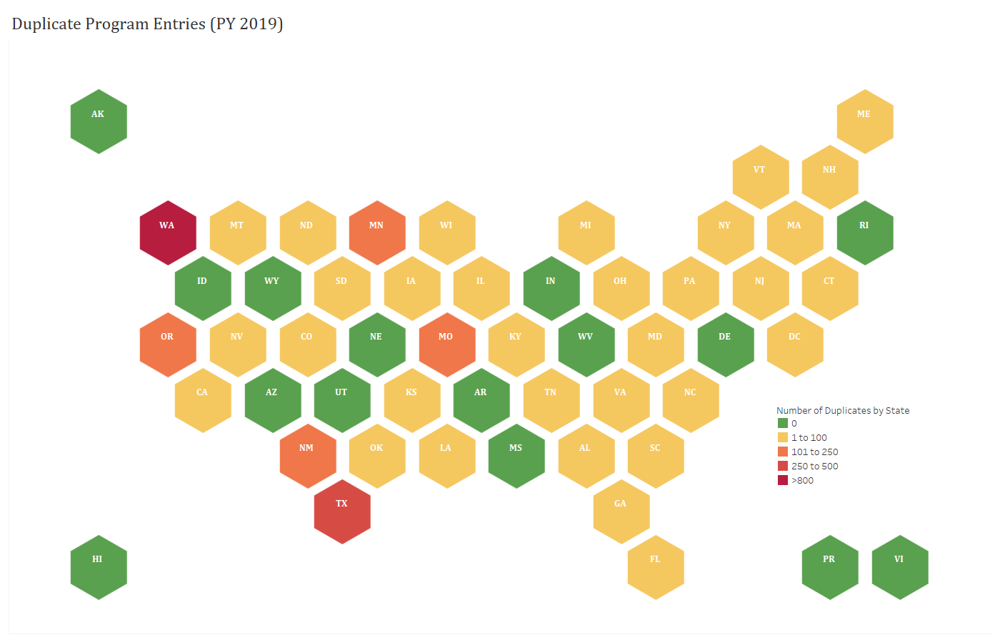 Duplicate Program Entries (PY 2019)
AK
ME
VT
NH
WA
MT
ND
MN
WI
MI
NY
MA
RI
ID
WY
SD
IA
IL
IN
OH
PA
NJ
CT
OR
NV
CO
NE
MO
KY
WV
MD
DE
DC
CA
AZ
UT
KS
AR
TN
VA
NC
NM
OK
LA
MS
AL
SC
TX
GA
HI
FL
PR
VI
Number of Duplicates by State
0
1 to 100
101 to 250
250 to 500
>800